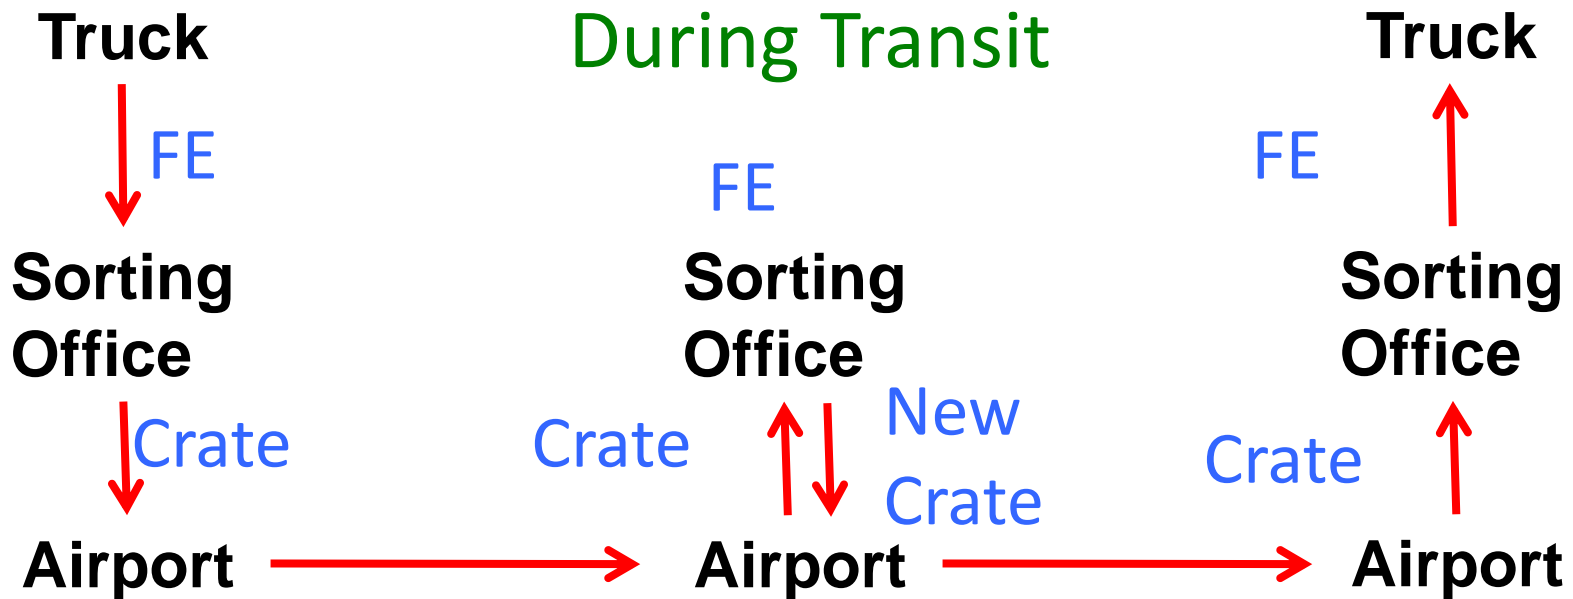 Truck
During Transit
Truck
FE
FE
FE
Sorting
Office
Sorting
Office
Sorting
Office
Crate
Crate
New
Crate
Crate
Airport
Airport
Airport